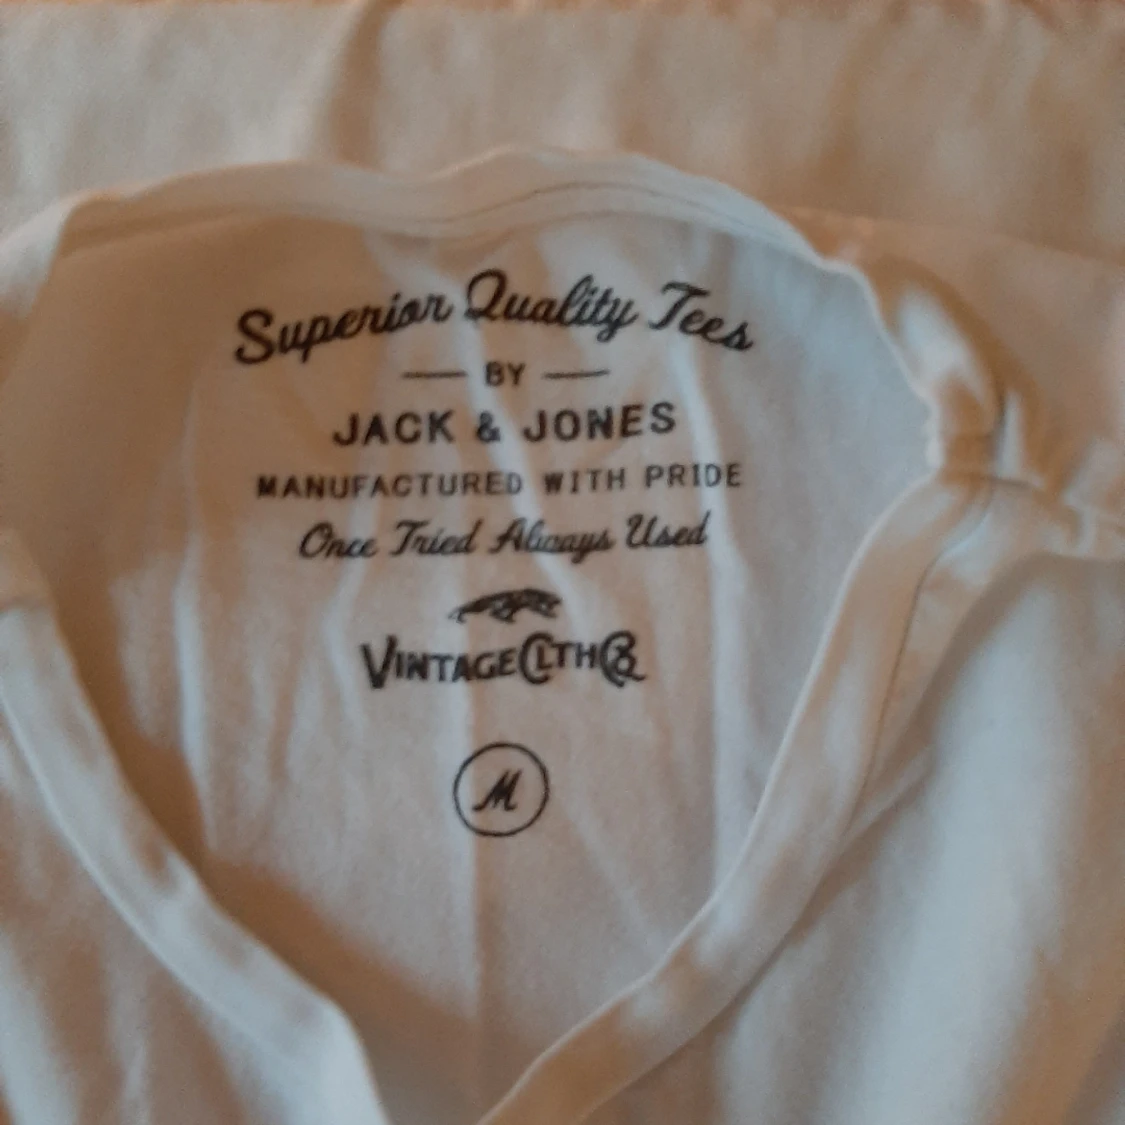 Superior Quality Tees
BY
JACK & JONES
MANUFACTURED WITH PRIDE
Once Tried Always Used
VINTAGE CLTH CO
M